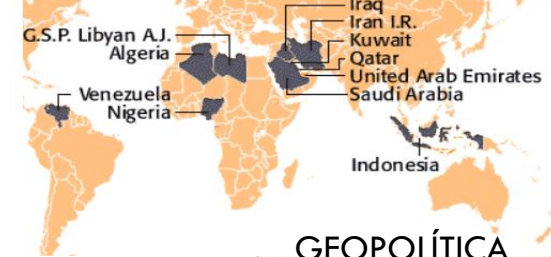 Iraq
Iran I.R.
Kuwait
Qatar
United Arab Emirates
Saudi Arabia
G.S.P. Libyan A.J.
Algeria
Venezuela
Nigeria
Indonesia
GEOPOLÍTICA